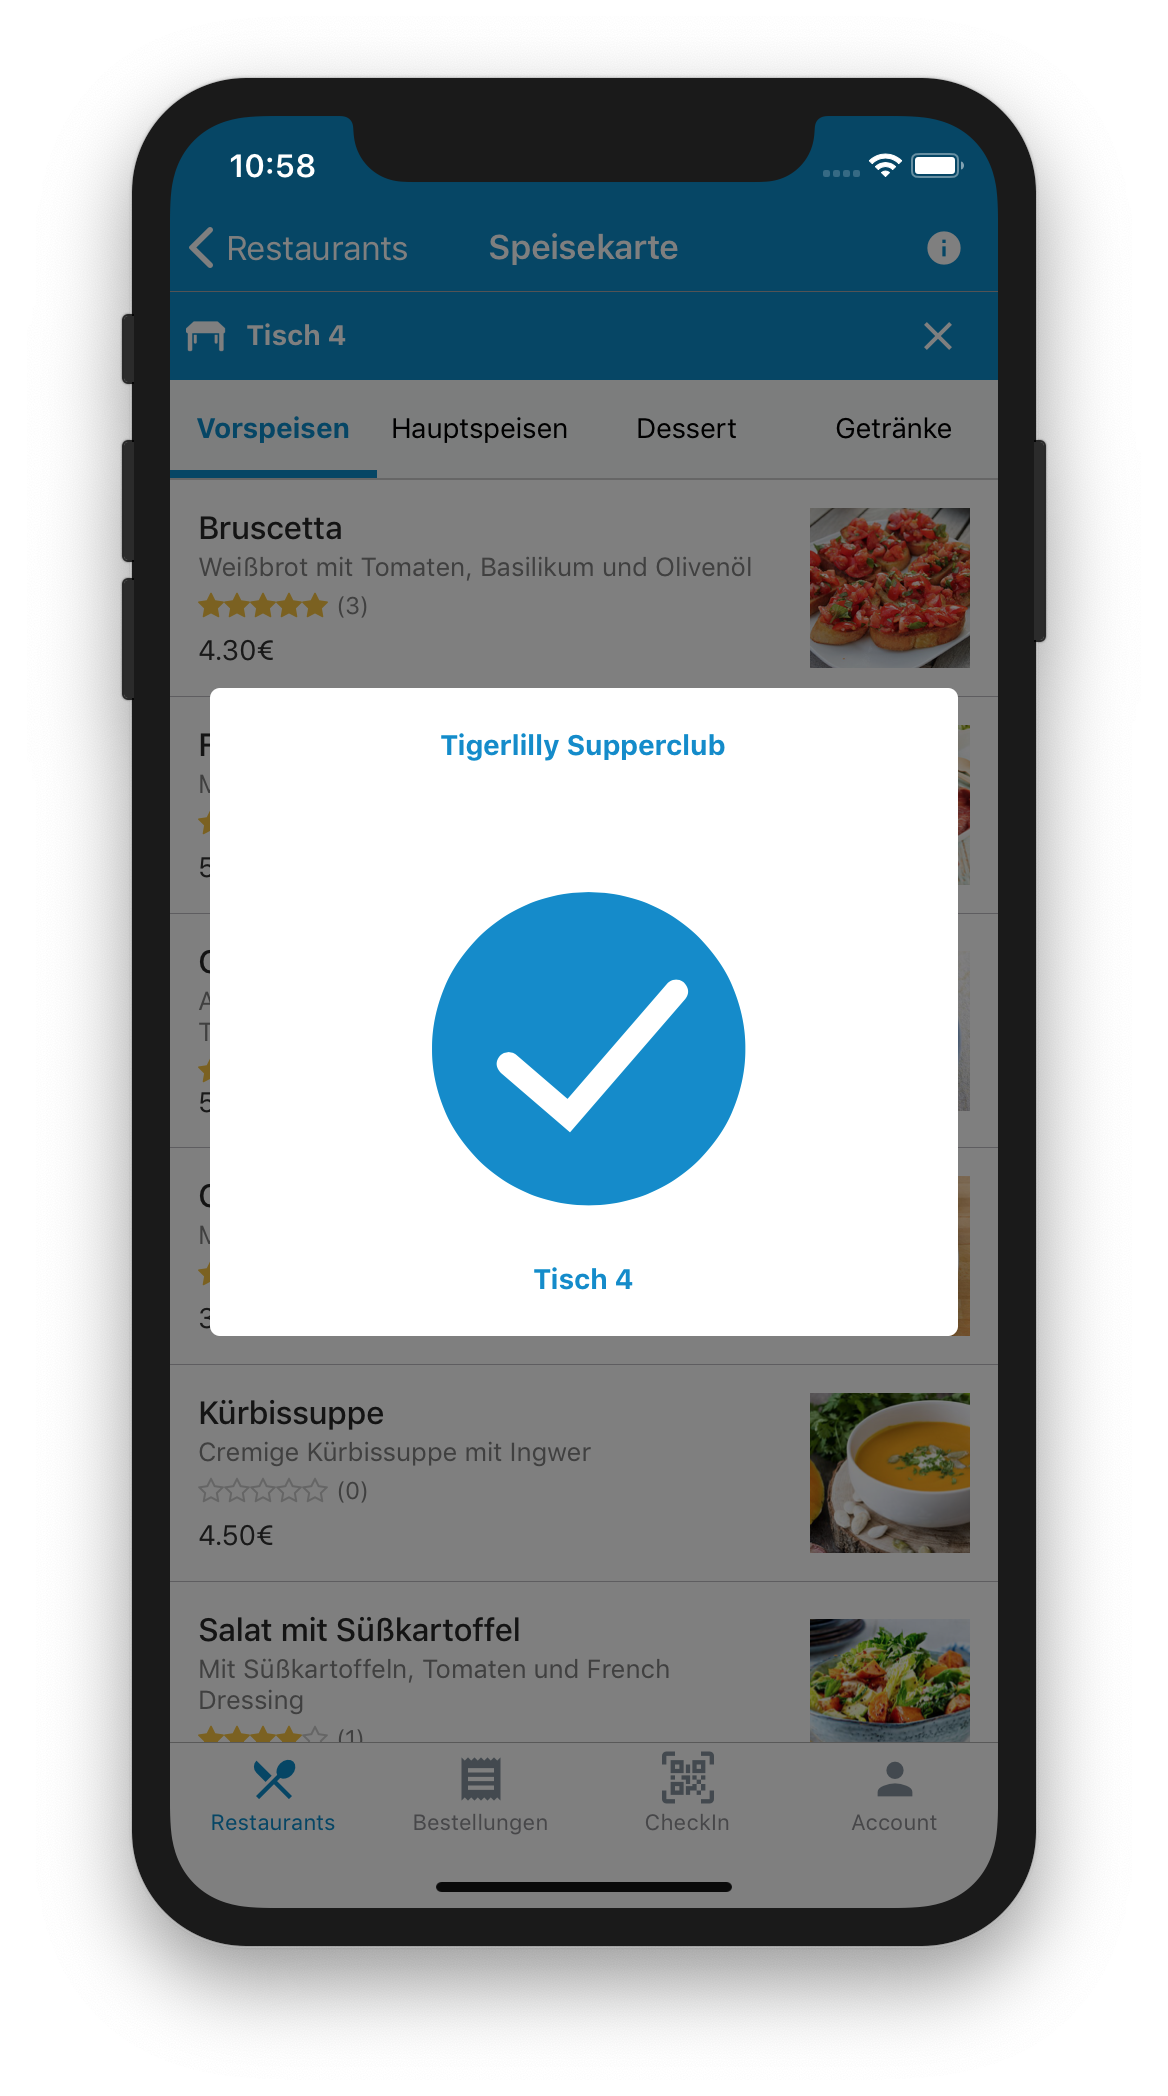 10:58
Restaurants
Speisekarte
Tisch 4
Vorspeisen
Hauptspeisen
Dessert
Getränke
Bruscetta
Weißbrot mit Tomaten, Basilikum und Olivenöl
(3)
4.30€
Tigerlilly Supperclub
Tisch 4
Kürbissuppe
Cremige Kürbissuppe mit Ingwer
(0)
4.50€
Salat mit Süßkartoffel
Mit Süßkartoffeln, Tomaten und French
Dressing
(1)
Restaurants
Bestellungen
CheckIn
Account